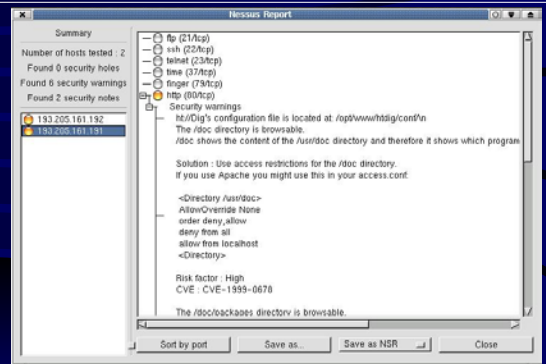 Nessus Report
Summary
Number of hosts tested : 2
Found 0 security holes
Found 6 security warnings
Found 2 security notes
193.205.161.192
193.205.161.191
ftp (21/tcp)
ssh (22/tcp)
telnet (23/tcp)
time (37/tcp)
finger (79/tcp)
http (80/tcp)
Security warnings
ht://Dig's configuration file is located at: /opt/www/htdig/conf/\n
The /doc directory is browsable.
/doc shows the content of the /usr/doc directory and therefore it shows which program
Solution : Use access restrictions for the /doc directory.
If you use Apache you might use this in your access.conf:
<Directory /usr/doc>
AllowOverride None
order deny,allow
deny from all
allow from localhost
<Directory>
Risk factor : High
CVE : CVE-1999-0678
The /doc/packages directory is browsable.
Sort by port
Save as...
Save as NSR
Close